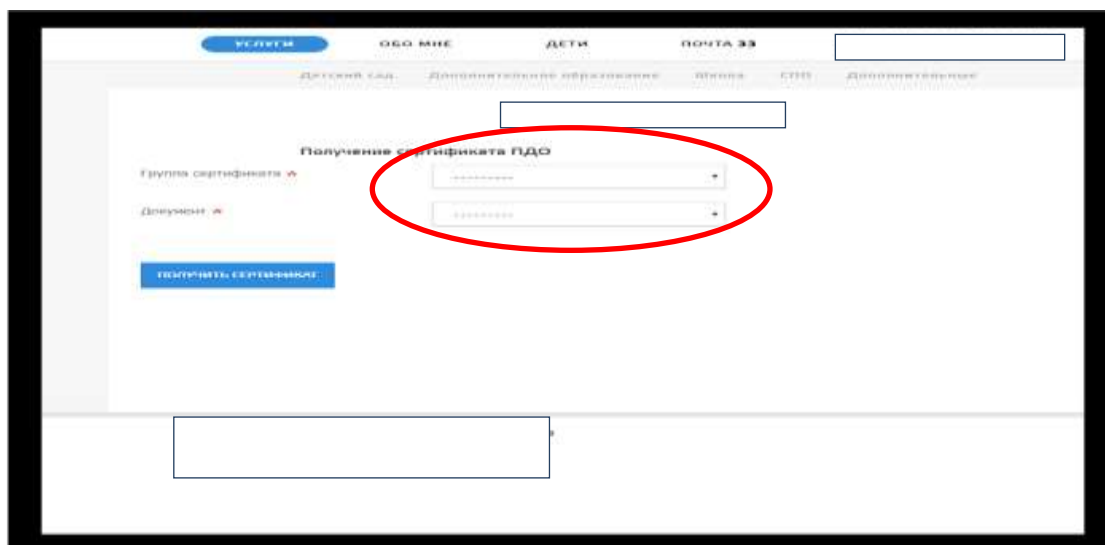 УСЛУГИ ОБО МНЕ ДЕТИ ПОЧТА 33
Детский сад Дополнительное образование Школа СПО Дополнительные
Получение сертификата ПДО
Группа сертификата *
---------
Документ *
---------
ПОЛУЧИТЬ СЕРТИФИКАТ